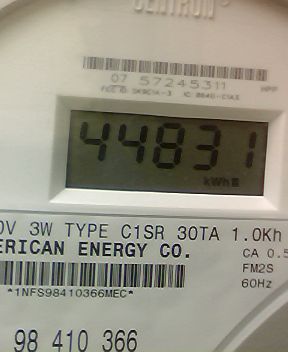 CENTRON®
07 57245311
44831
kWh
0V 3W TYPE C1SR 30TA 1.0Kh
ERICAN ENERGY CO.
CA 0.5
FM2S
60Hz
*1NFS98410366MEC*
98 410 366